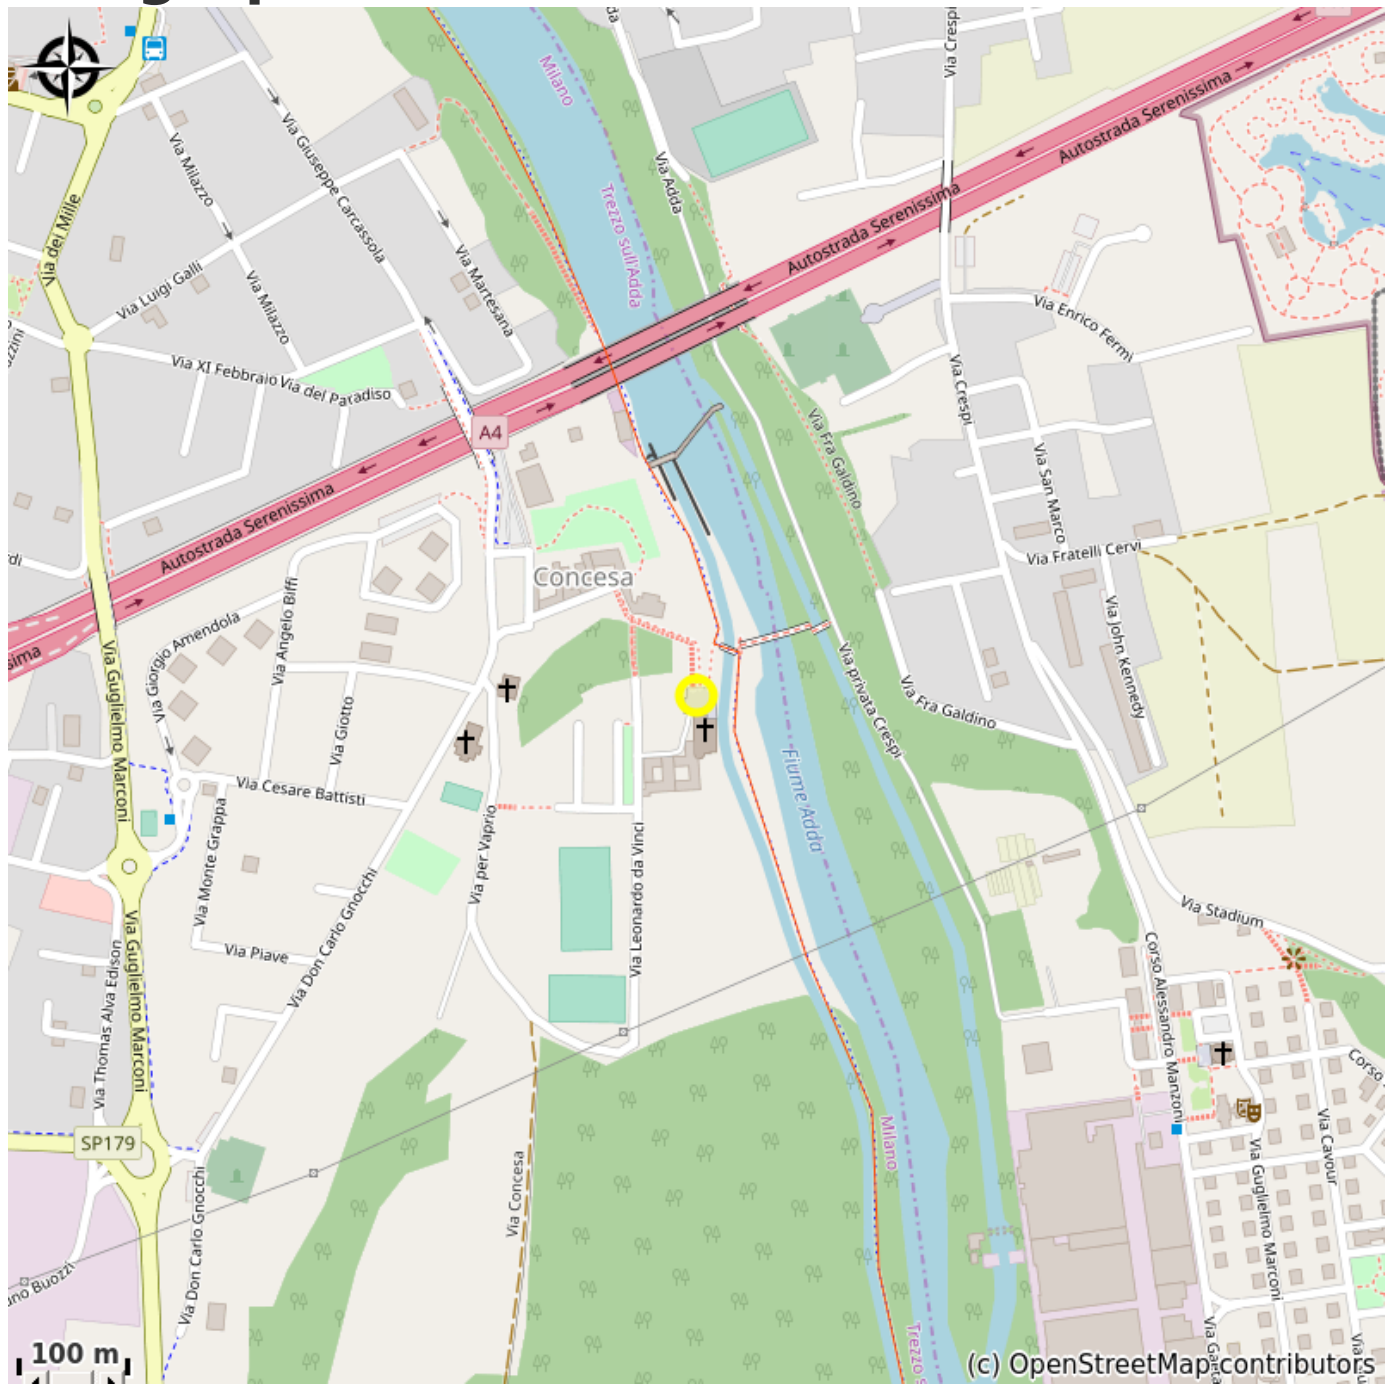 Milano
Via Crespi
Autostrada Serenissima
Autostrada Serenissima
Via Milazzo
Via Giuseppe Carcassola
Via Adda
Trezzo sull'Adda
Via dei Mille
Via Luigi Galli
Via Milazzo
Via Martesana
Via Enrico Fermi
Via XI Febbraio
Via del Paradiso
Via Crespi
Via Fra Galdino
A4
Via San Marco
Autostrada Serenissima
Via Fratelli Cervi
Concesa
Via Angelo Biffi
Via Giorgio Amendola
Via John Kennedy
Via Guglielmo Marconi
Via privata Crespi
Via Fra Galdino
Via Giotto
Fiume Adda
Via Cesare Battisti
Via Monte Grappa
Via per Vaprio
Via Leonardo da Vinci
Via Don Carlo Gnocchi
Via Stadium
Via Piave
Via Guglielmo Marconi
Via Thomas Alva Edison
Corso Alessandro Manzoni
Corso
SP179
Milano
Via Cavour
Via Concesa
Via Guglielmo Marconi
Via Don Carlo Gnocchi
Buozzi
Trezzo s
100 m
(c) OpenStreetMap contributors